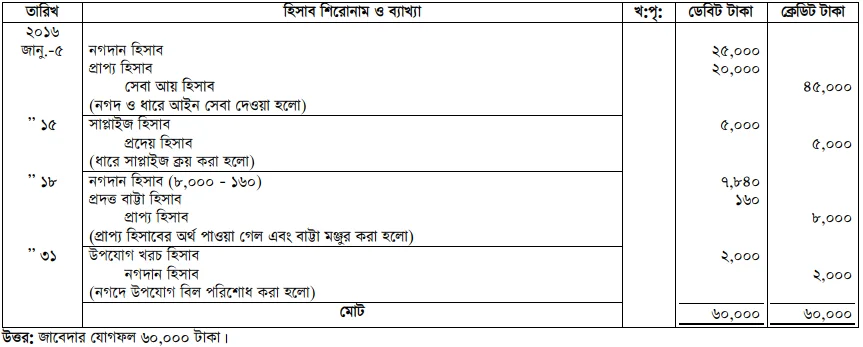 তারিখ হিসাব শিরোনাম ও ব্যাখ্যা খ:পৃ: ডেবিট টাকা ক্রেডিট টাকা
২০১৬
জানু.-৫ নগদান হিসাব ২৫,০০০
প্রাপ্য হিসাব ২০,০০০
সেবা আয় হিসাব ৪৫,০০০
(নগদ ও ধারে আইন সেবা দেওয়া হলো)
” ১৫ সাপ্লাইজ হিসাব ৫,০০০
প্রদেয় হিসাব ৫,০০০
(ধারে সাপ্লাইজ ক্রয় করা হলো)
” ১৮ নগদান হিসাব (৮,০০০ - ১৬০) ৭,৮৪০
প্রদত্ত বাট্টা হিসাব ১৬০
প্রাপ্য হিসাব ৮,০০০
(প্রাপ্য হিসাবের অর্থ পাওয়া গেল এবং বাট্টা মঞ্জুর করা হলো)
” ৩১ উপযোগ খরচ হিসাব ২,০০০
নগদান হিসাব ২,০০০
(নগদে উপযোগ বিল পরিশোধ করা হলো)
মোট ৬০,০০০ ৬০,০০০
উত্তর: জাবেদার যোগফল ৬০,০০০ টাকা।